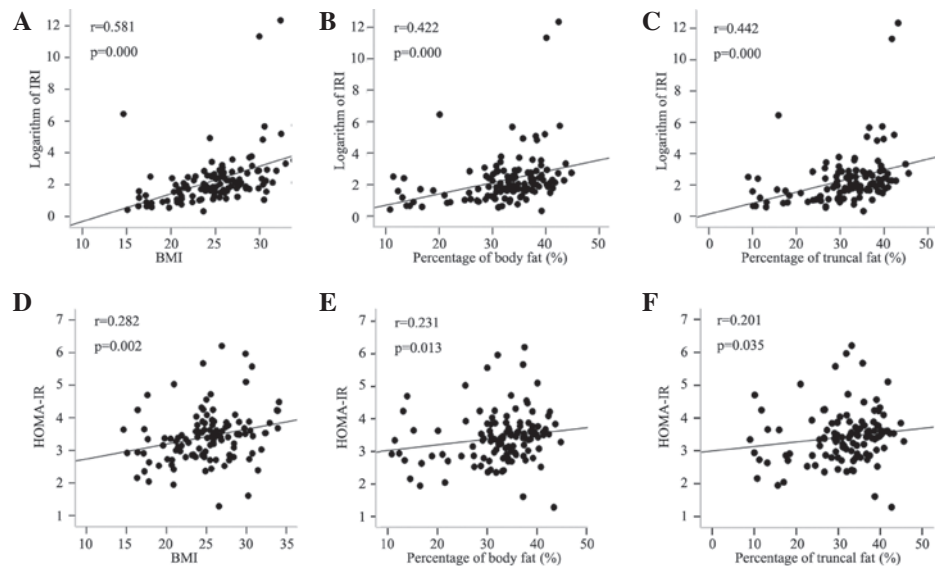 A
r=0.581
p=0.000
Logarithm of IRI
12
10
8
6
4
2
0
10 15 20 25 30
BMI
B
r=0.422
p=0.000
Logarithm of IRI
12
10
8
6
4
2
0
10 20 30 40 50
Percentage of body fat (%)
C
r=0.442
p=0.000
Logarithm of IRI
12
10
8
6
4
2
0
0 10 20 30 40 50
Percentage of truncal fat (%)
D
r=0.282
p=0.002
HOMA-IR
7
6
5
4
3
2
1
10 15 20 25 30 35
BMI
E
r=0.231
p=0.013
HOMA-IR
7
6
5
4
3
2
1
10 20 30 40 50
Percentage of body fat (%)
F
r=0.201
p=0.035
HOMA-IR
7
6
5
4
3
2
1
0 10 20 30 40 50
Percentage of truncal fat (%)